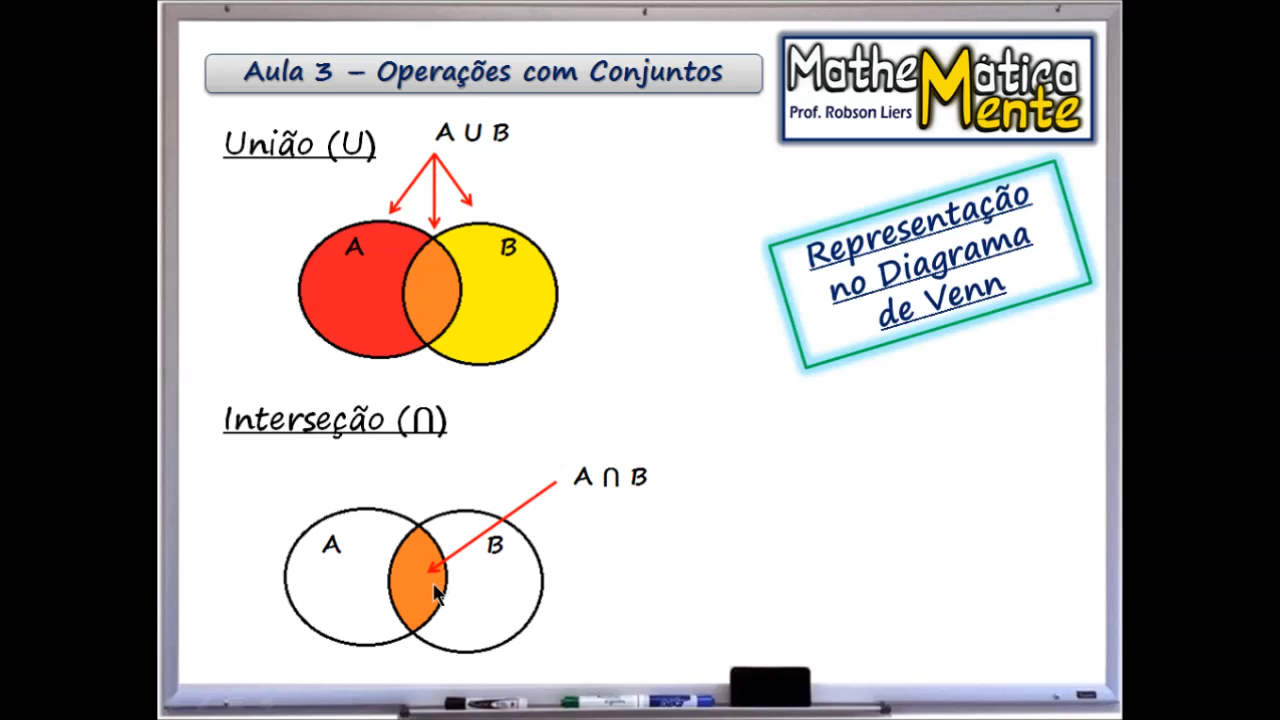 Aula 3 – Operações com Conjuntos
MatheMática
Mente
Prof. Robson Liers
União (U)
A U B
A
B
Representação
no Diagrama
de Venn
Interseção (∩)
A ∩ B
A
B